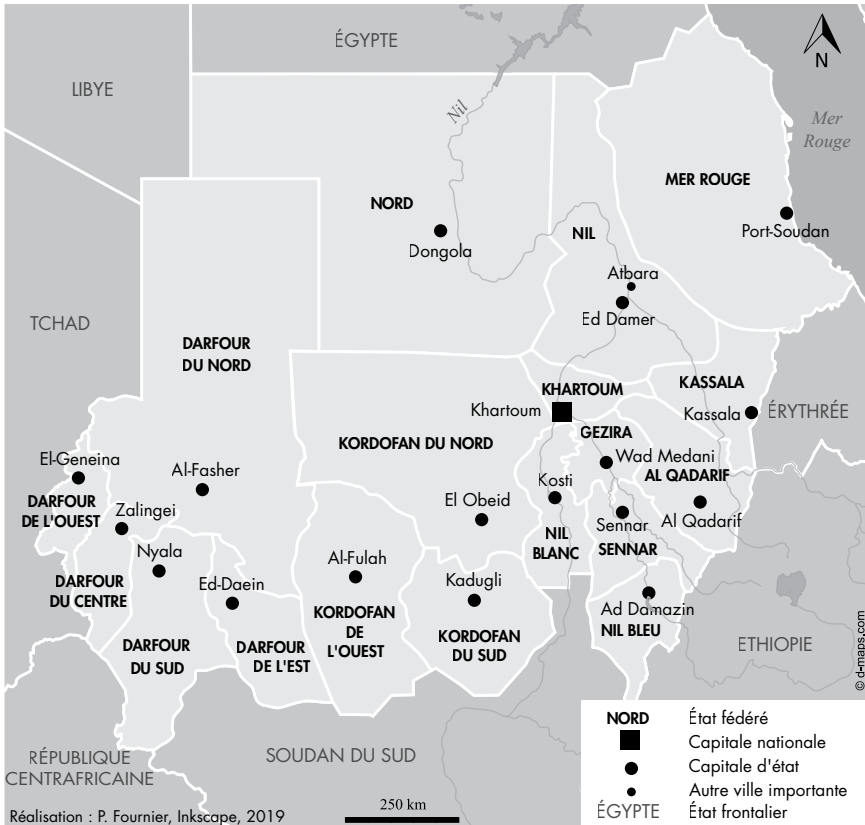 ÉGYPTE
N
LIBYE
Nil
Mer
Rouge
MER ROUGE
NORD
Port-Soudan
NIL
Dongola
Atbara
Ed Damer
TCHAD
DARFOUR
DU NORD
KHARTOUM
KASSALA
Khartoum
Kassala
ÉRYTHRÉE
KORDOFAN DU NORD
GEZIRA
Wad Medani
El-Geneina
Al-Fasher
AL QADARIF
Kosti
DARFOUR
DE L'OUEST
Zalingei
El Obeid
Sennar
Al Qadarif
NIL
BLANC
SENNAR
Nyala
Al-Fulah
Ed-Daein
Kadugli
DARFOUR
DU CENTRE
Ad Damazin
NIL BLEU
KORDOFAN
DE
L'OUEST
KORDOFAN
DU SUD
DARFOUR
DU SUD
DARFOUR
DE L'EST
ETHIOPIE
© d-maps.com
RÉPUBLIQUE
CENTRAFRICAINE
SOUDAN DU SUD
NORD État fédéré
Capitale nationale
Capitale d'état
Autre ville importante
ÉGYPTE État frontalier
250 km
Réalisation : P. Fournier, Inkscape, 2019